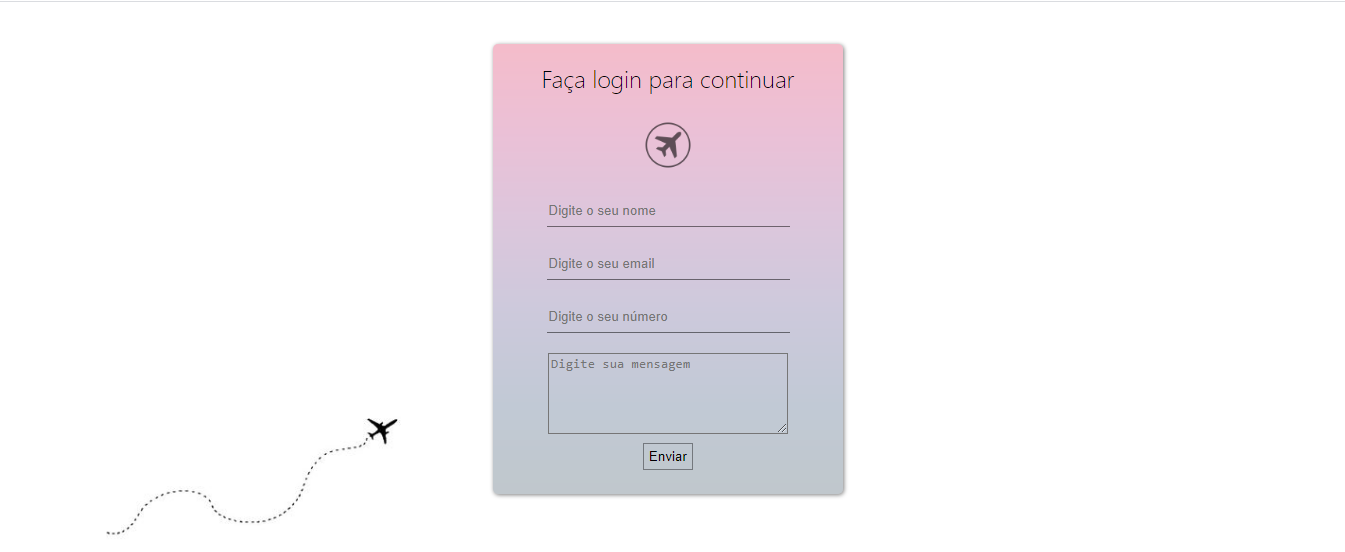 Faça login para continuar
Digite o seu nome
Digite o seu email
Digite o seu número
Digite sua mensagem
Enviar